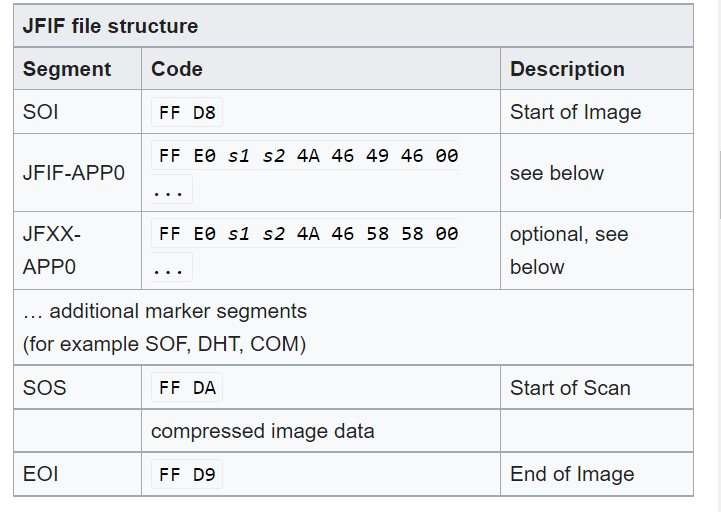 JFIF file structure
Segment Code Description
SOI FF D8 Start of Image
JFIF-APP0 FF E0 s1 s2 4A 46 49 46 00 see below
...
JFXX- FF E0 s1 s2 4A 46 58 58 00 optional, see
APP0 ... below
… additional marker segments
(for example SOF, DHT, COM)
SOS FF DA Start of Scan
compressed image data
EOI FF D9 End of Image